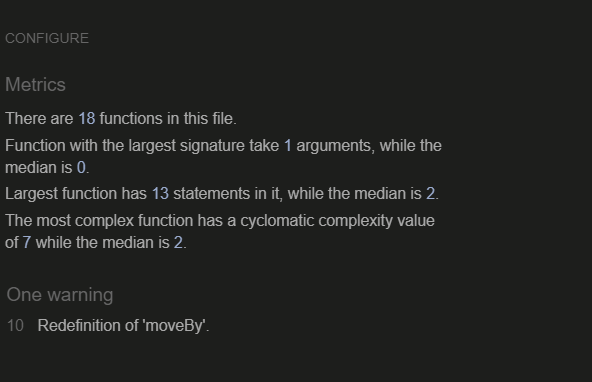 CONFIGURE
Metrics
There are 18 functions in this file.
Function with the largest signature take 1 arguments, while the
median is 0.
Largest function has 13 statements in it, while the median is 2.
The most complex function has a cyclomatic complexity value
of 7 while the median is 2.
One warning
10 Redefinition of 'moveBy'.